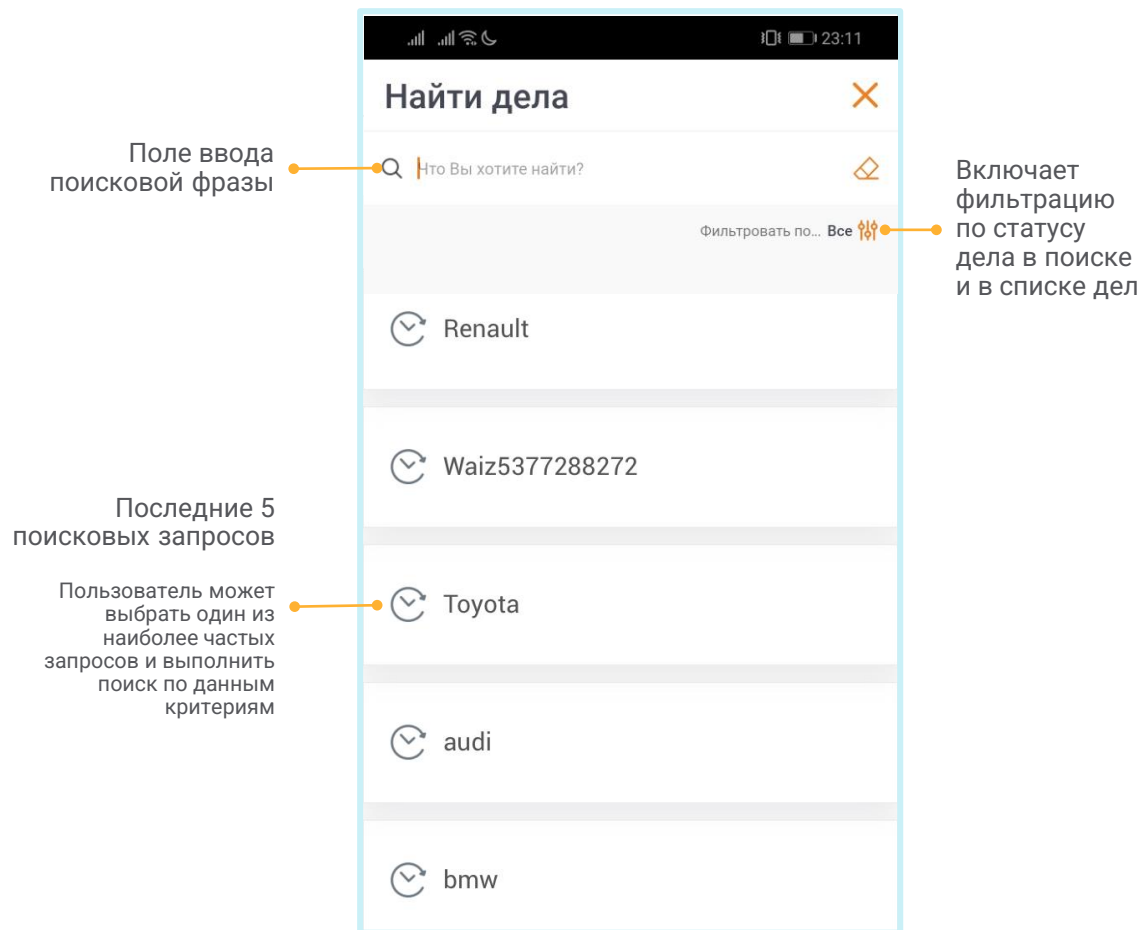 23:11
Найти дела
Поле ввода
поисковой фразы
Что Вы хотите найти?
Включает
фильтрацию
по статусу
дела в поиске
и в списке дел
Фильтровать по... Все
Renault
Waiz5377288272
Последние 5
поисковых запросов
Пользователь может
выбрать один из
наиболее частых
запросов и выполнить
поиск по данным
критериям
Toyota
audi
bmw